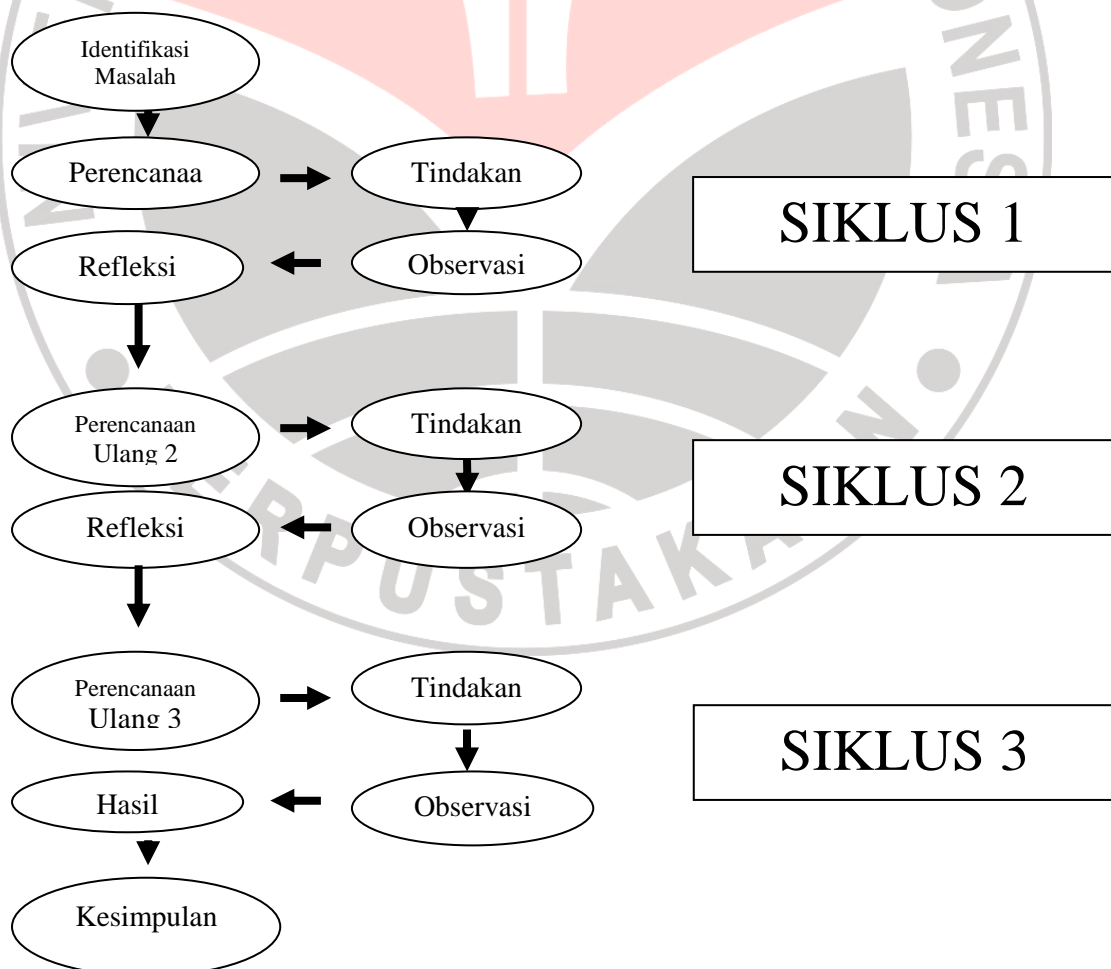 Identifikasi
Masalah
Perencanaa
Tindakan
SIKLUS 1
Refleksi
Observasi
Perencanaan
Ulang 2
Tindakan
SIKLUS 2
Refleksi
Observasi
ERPUSTAKAAN
Perencanaan
Ulang 3
Tindakan
SIKLUS 3
Hasil
Observasi
Kesimpulan